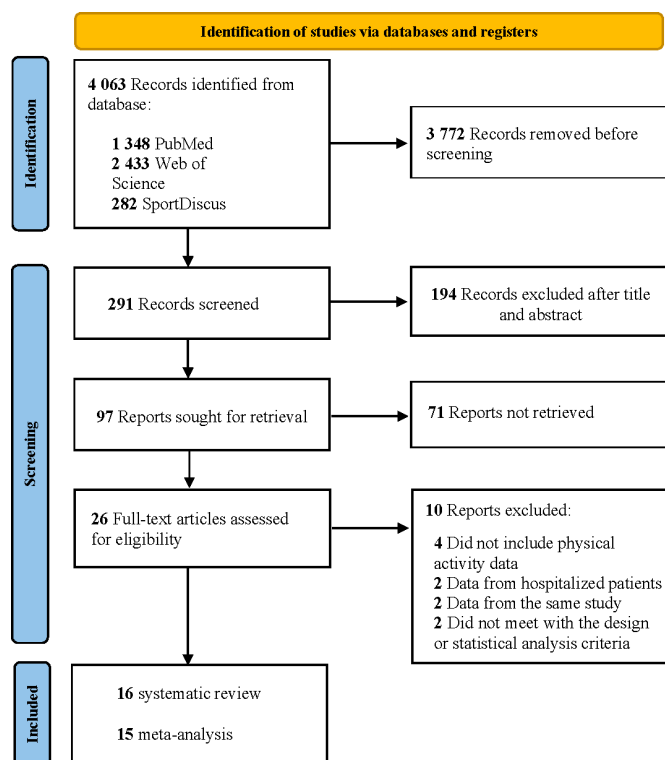 Identification of studies via databases and registers
Identification
4 063 Records identified from
database:
1 348 PubMed
2 433 Web of
Science
282 SportDiscus
3 772 Records removed before
screening
Screening
291 Records screened
194 Records excluded after title
and abstract
97 Reports sought for retrieval
71 Reports not retrieved
26 Full-text articles assessed
for eligibility
10 Reports excluded:
4 Did not include physical
activity data
2 Data from hospitalized patients
2 Data from the same study
2 Did not meet with the design
or statistical analysis criteria
Included
16 systematic review
15 meta-analysis